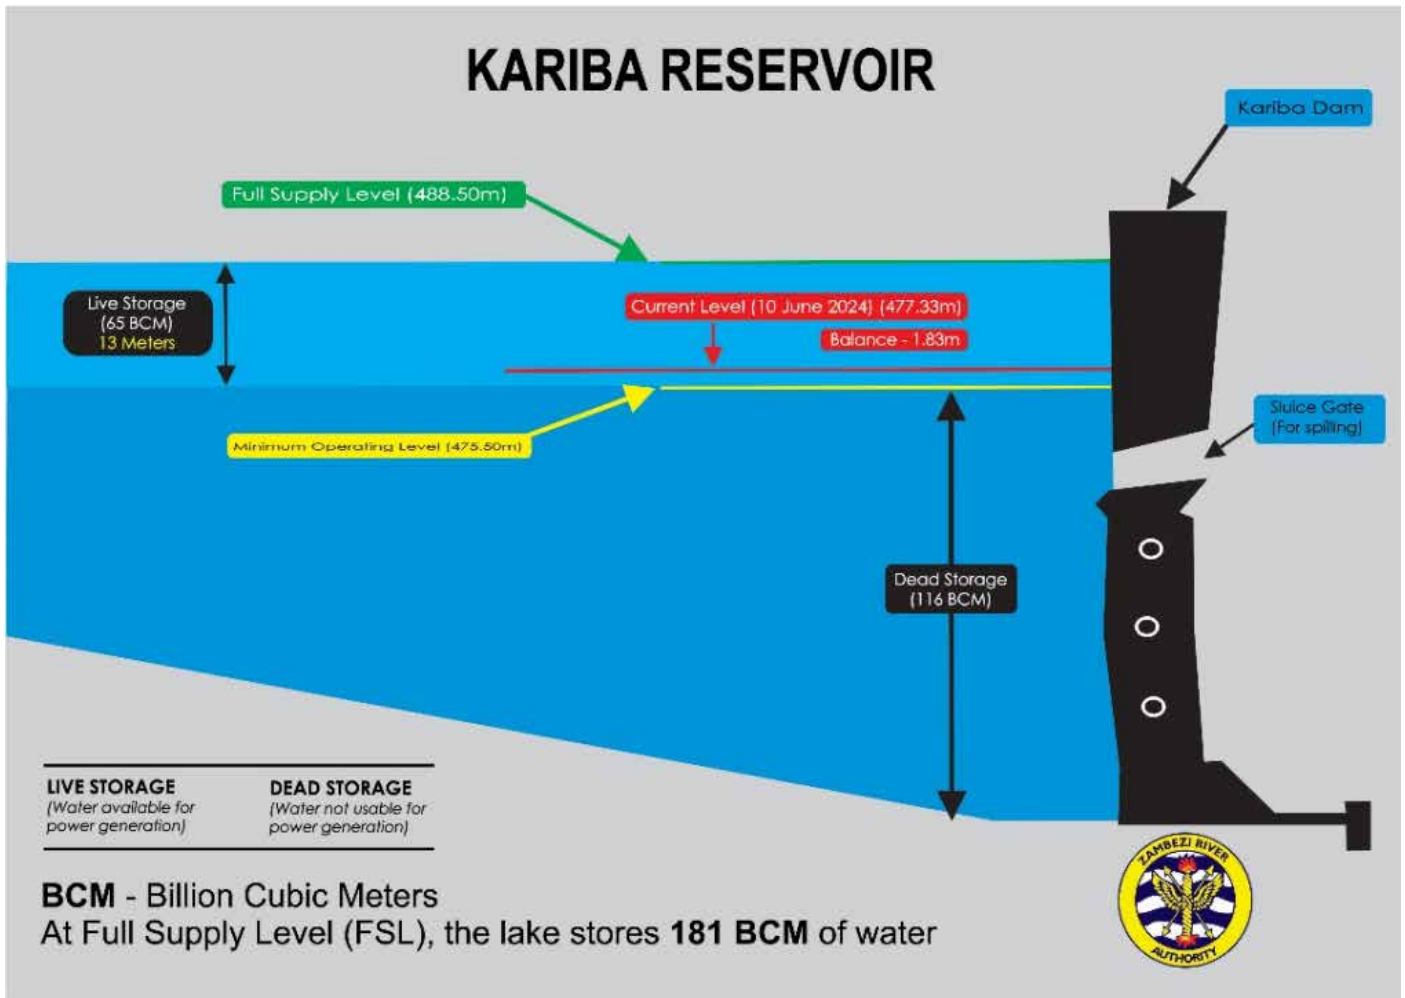 KARIBA RESERVOIR
Kariba Dam
Full Supply Level (488.50m)
Live Storage
(65 BCM)
13 Meters
Current Level (10 June 2024) (477.33m)
Balance - 1.83m
Minimum Operating Level (475.50m)
Sluice Gate
(For spilling)
Dead Storage
(116 BCM)
LIVE STORAGE
(Water available for
power generation)
DEAD STORAGE
(Water not usable for
power generation)
BCM - Billion Cubic Meters
At Full Supply Level (FSL), the lake stores 181 BCM of water
ZAMBEZI RIVER
AUTHORITY